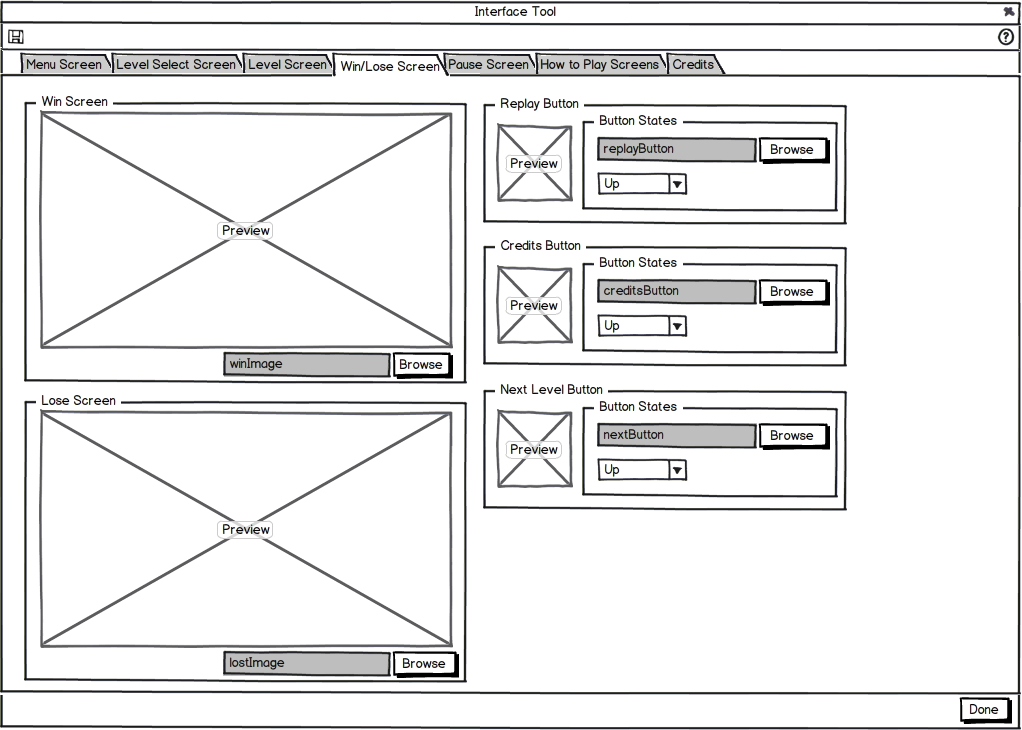 Interface Tool
?
Menu Screen Level Select Screen Level Screen Win/Lose Screen Pause Screen How to Play Screens Credits
Win Screen
Preview
winImage Browse
Lose Screen
Preview
lostImage Browse
Replay Button
Button States
Preview
replayButton Browse
Up
Credits Button
Button States
Preview
creditsButton Browse
Up
Next Level Button
Button States
Preview
nextButton Browse
Up
Done